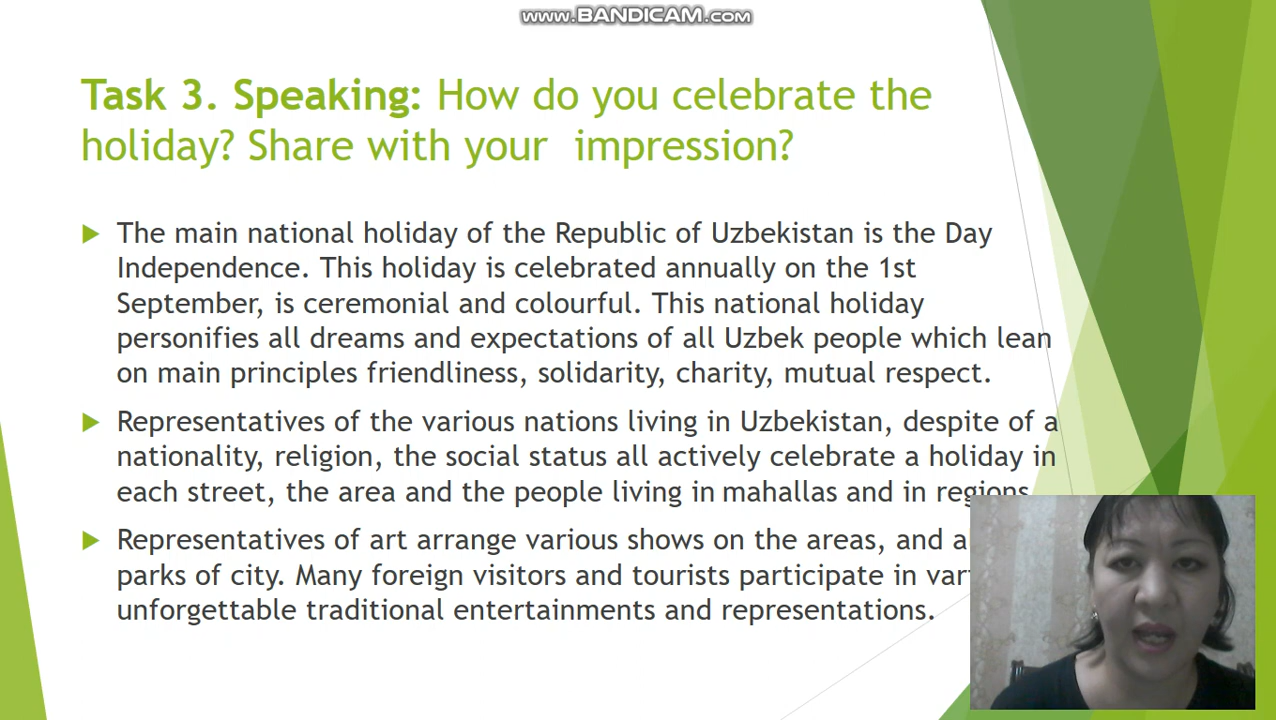 www.BANDICAM.com
Task 3. Speaking: How do you celebrate the
holiday? Share with your impression?
The main national holiday of the Republic of Uzbekistan is the Day
Independence. This holiday is celebrated annually on the 1st
September, is ceremonial and colourful. This national holiday
personifies all dreams and expectations of all Uzbek people which lean
on main principles friendliness, solidarity, charity, mutual respect.
Representatives of the various nations living in Uzbekistan, despite of a
nationality, religion, the social status all actively celebrate a holiday in
each street, the area and the people living in mahallas and in regions
Representatives of art arrange various shows on the areas, and
parks of city. Many foreign visitors and tourists participate in
unforgettable traditional entertainments and representations.